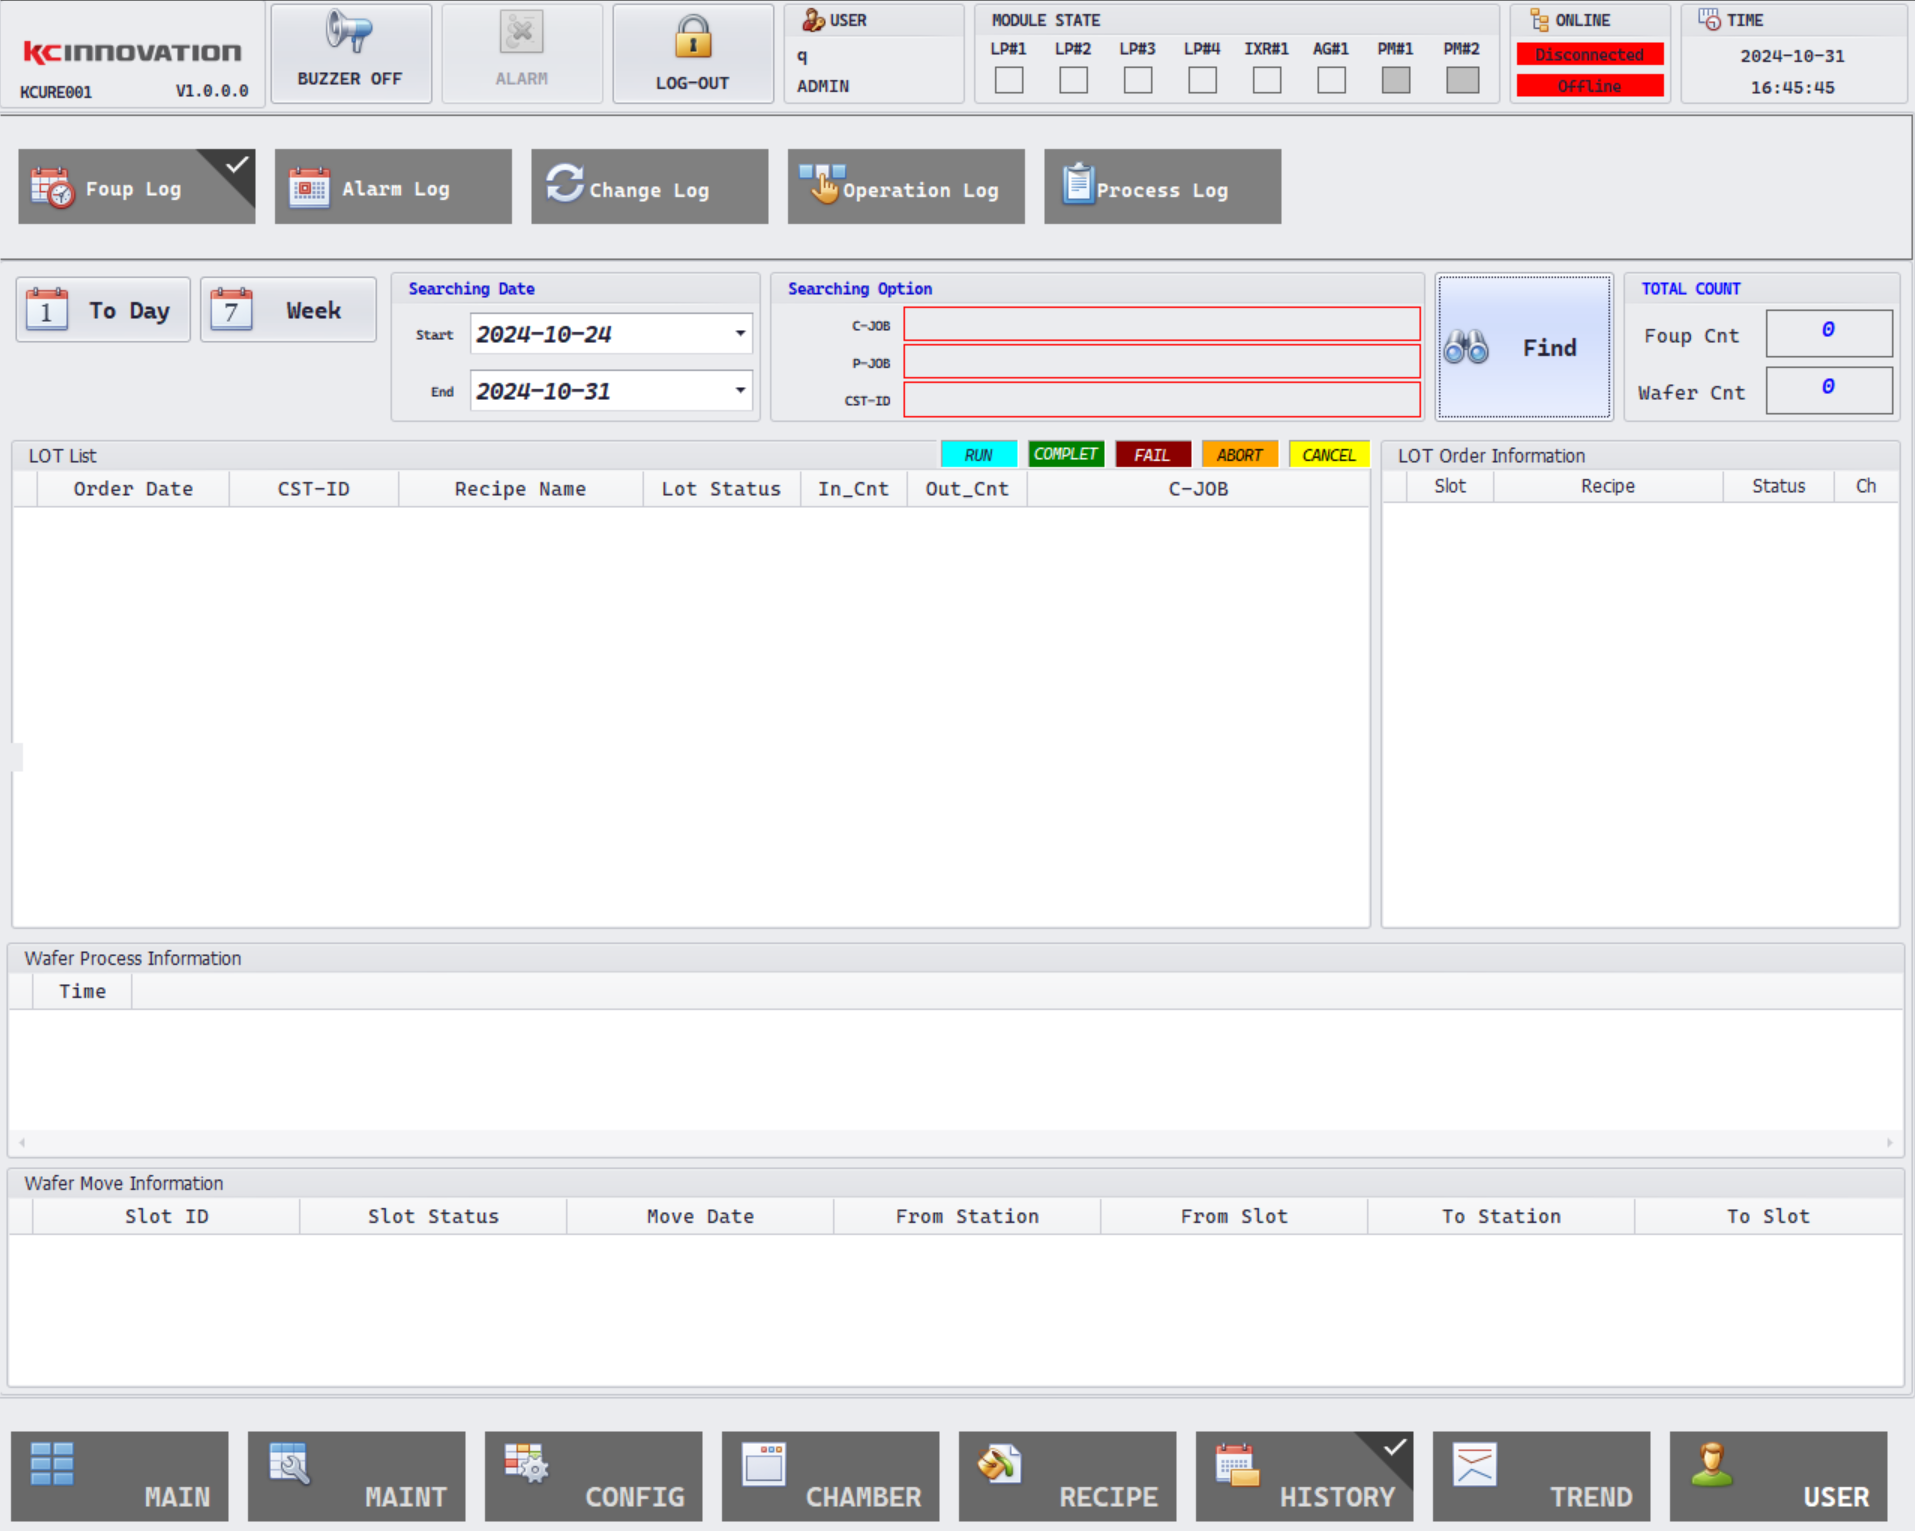 KCINNOVATION
KCURE001 V1.0.0.0
BUZZER OFF
ALARM
LOG-OUT
USER
q
ADMIN
MODULE STATE
LP#1 LP#2 LP#3 LP#4 IXR#1 AG#1 PM#1 PM#2
ONLINE
Disconnected
Offline
TIME
2024-10-31
16:45:45
Foup Log
Alarm Log
Change Log
Operation Log
Process Log
1 To Day
7 Week
Searching Date
Start 2024-10-24
End 2024-10-31
Searching Option
C-JOB
P-JOB
CST-ID
Find
TOTAL COUNT
Foup Cnt 0
Wafer Cnt 0
LOT List RUN COMPLET FAIL ABORT CANCEL
Order Date CST-ID Recipe Name Lot Status In_Cnt Out_Cnt C-JOB
LOT Order Information
Slot Recipe Status Ch
Wafer Process Information
Time
Wafer Move Information
Slot ID Slot Status Move Date From Station From Slot To Station To Slot
MAIN MAINT CONFIG CHAMBER RECIPE HISTORY TREND USER